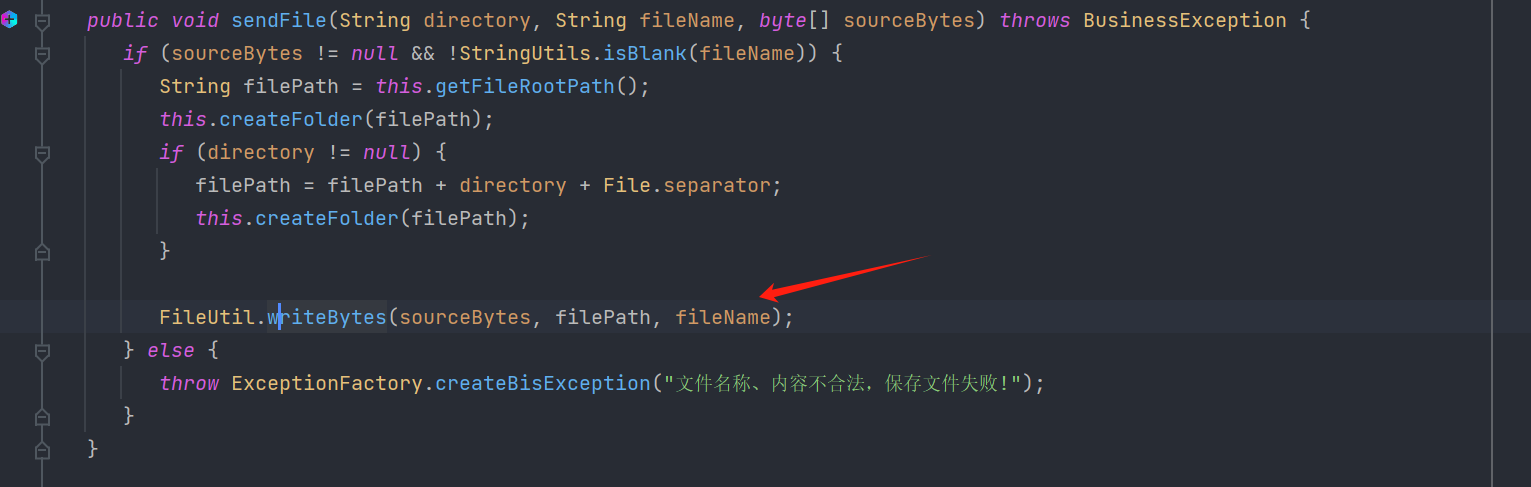 public void sendFile(String directory, String fileName, byte[] sourceBytes) throws BusinessException {
if (sourceBytes != null && !StringUtils.isBlank(fileName)) {
String filePath = this.getFileRootPath();
this.createFolder(filePath);
if (directory != null) {
filePath = filePath + directory + File.separator;
this.createFolder(filePath);
}
FileUtil.writeBytes(sourceBytes, filePath, fileName);
} else {
throw ExceptionFactory.createBisException("文件名称、内容不合法，保存文件失败!");
}
}